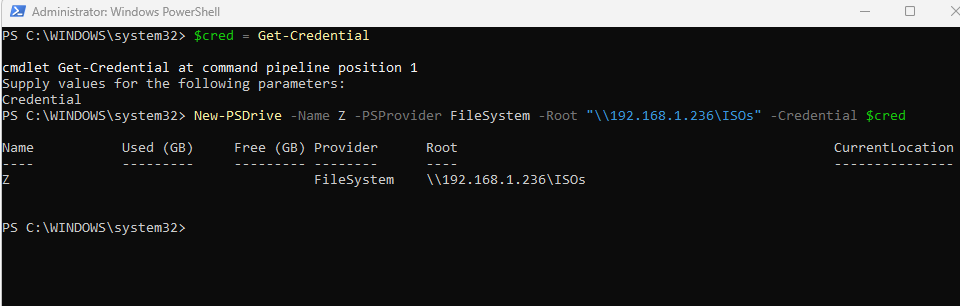 Administrator: Windows PowerShell
PS C:\WINDOWS\system32> $cred = Get-Credential
cmdlet Get-Credential at command pipeline position 1
Supply values for the following parameters:
Credential
PS C:\WINDOWS\system32> New-PSDrive -Name Z -PSProvider FileSystem -Root "\\192.168.1.236\ISOs" -Credential $cred
Name           Used (GB)     Free (GB) Provider      Root                                               CurrentLocation
----           ---------     --------- --------      ----                                               ---------------
Z                                      FileSystem    \\192.168.1.236\ISOs
PS C:\WINDOWS\system32>